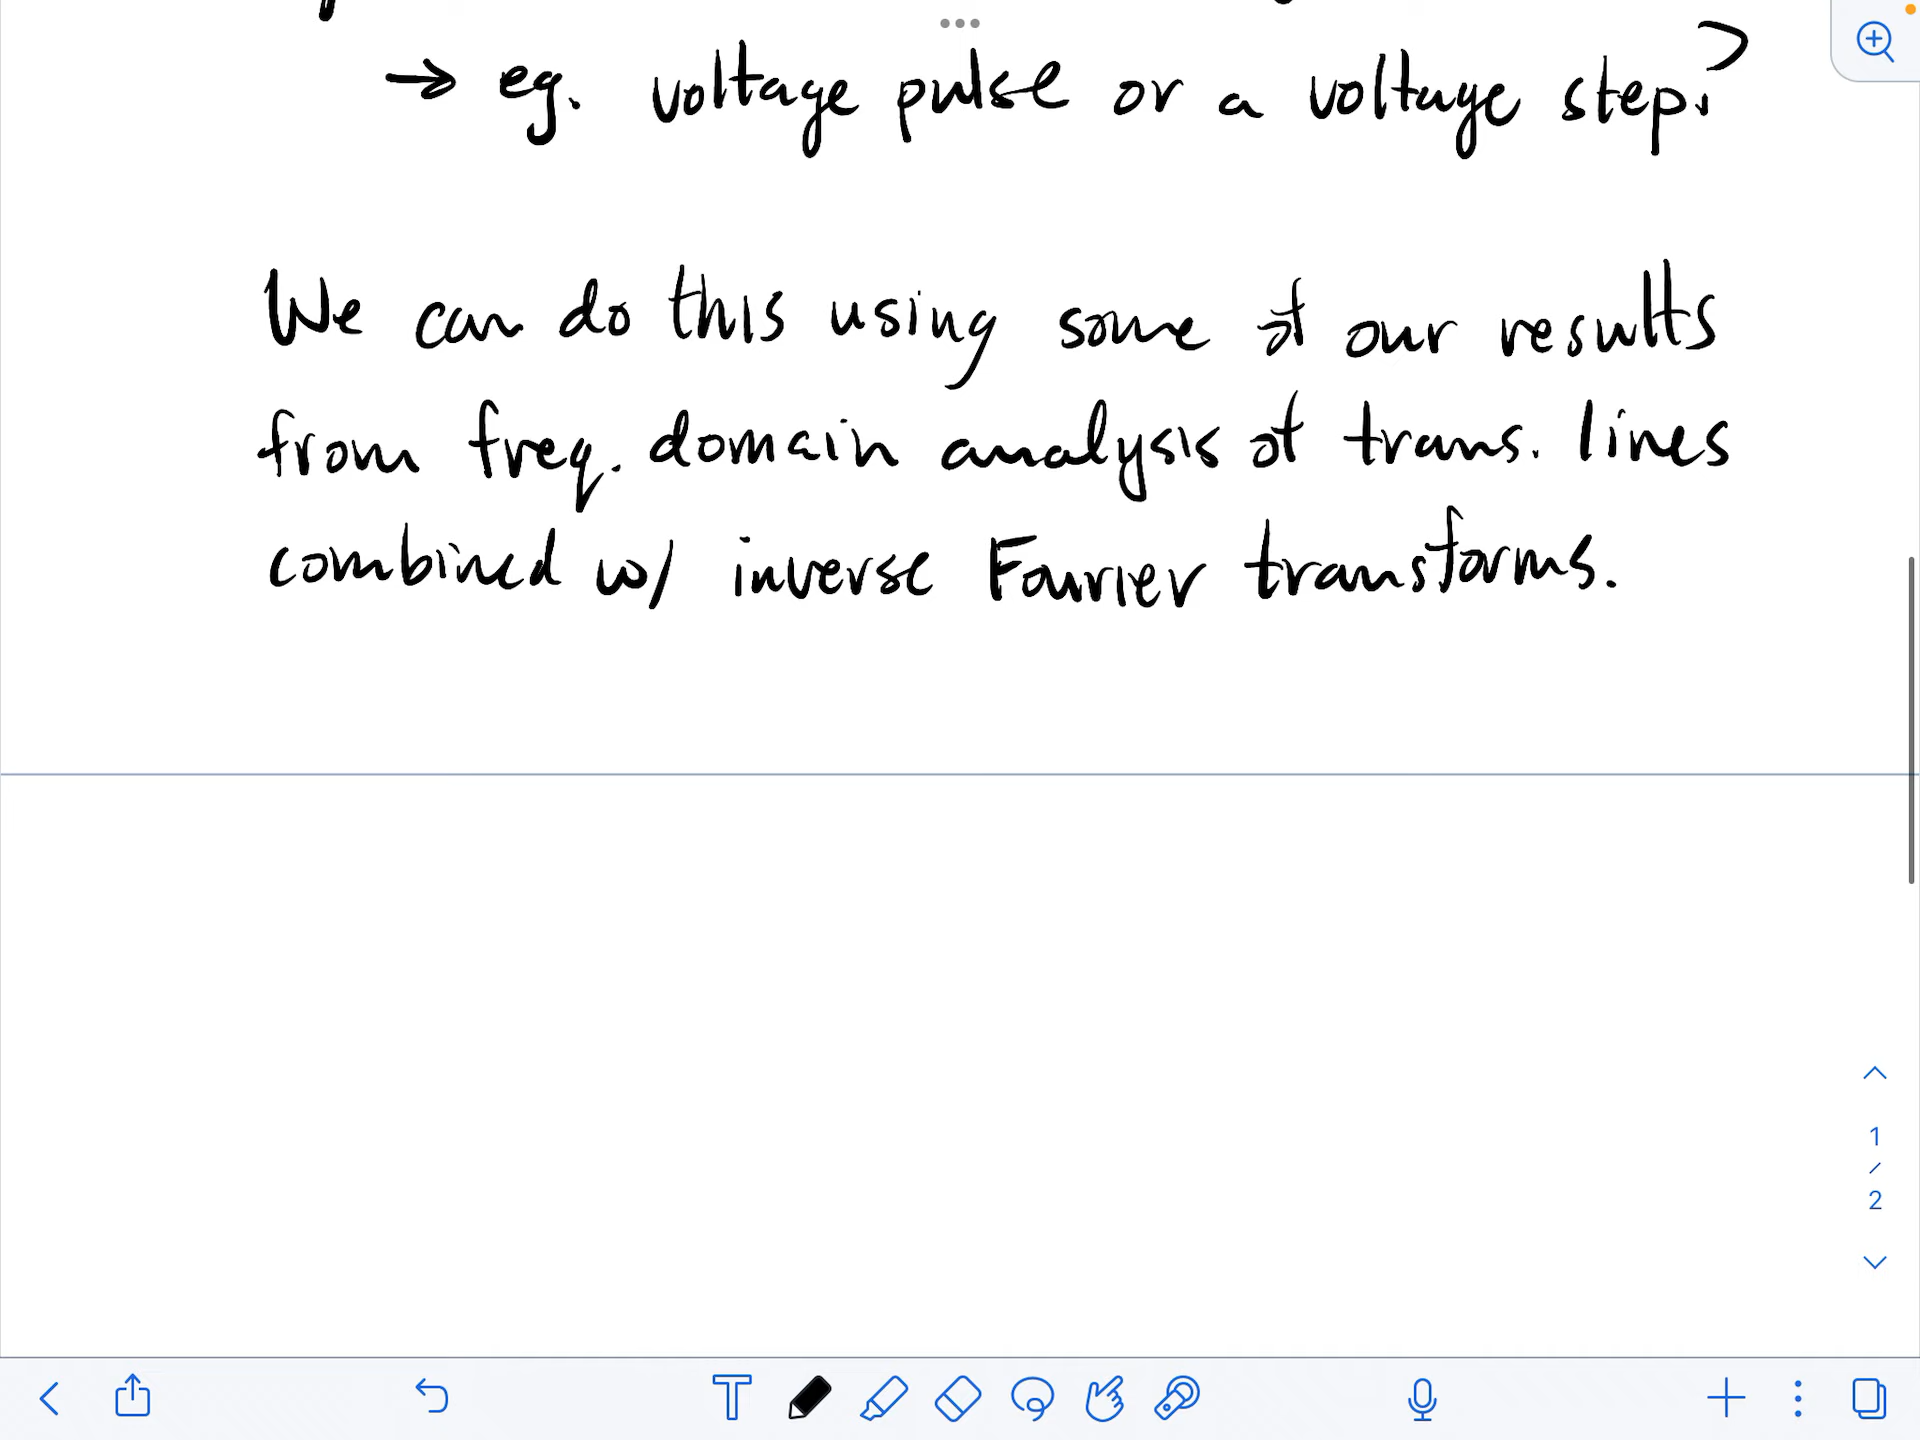 → eg. voltage pulse or a voltage step?
We can do this using some of our results
from freq. domain analysis of trans. lines
combined w/ inverse Fourier transforms.
1
/
2
T